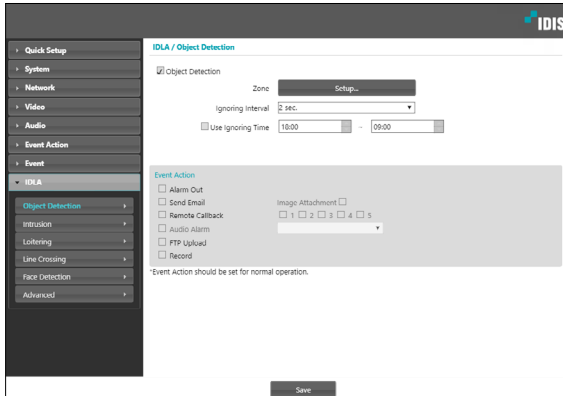 IDIS
Quick Setup
System
Network
Video
Audio
Event Action
Event
IDLA
Object Detection
Intrusion
Loitering
Line Crossing
Face Detection
Advanced
IDLA / Object Detection
Object Detection
Zone Setup...
Ignoring Interval 2 sec.
Use Ignoring Time 18:00 ~ 09:00
Event Action
Alarm Out
Send Email Image Attachment
Remote Callback 1 2 3 4 5
Audio Alarm
FTP Upload
Record
*Event Action should be set for normal operation.
Save